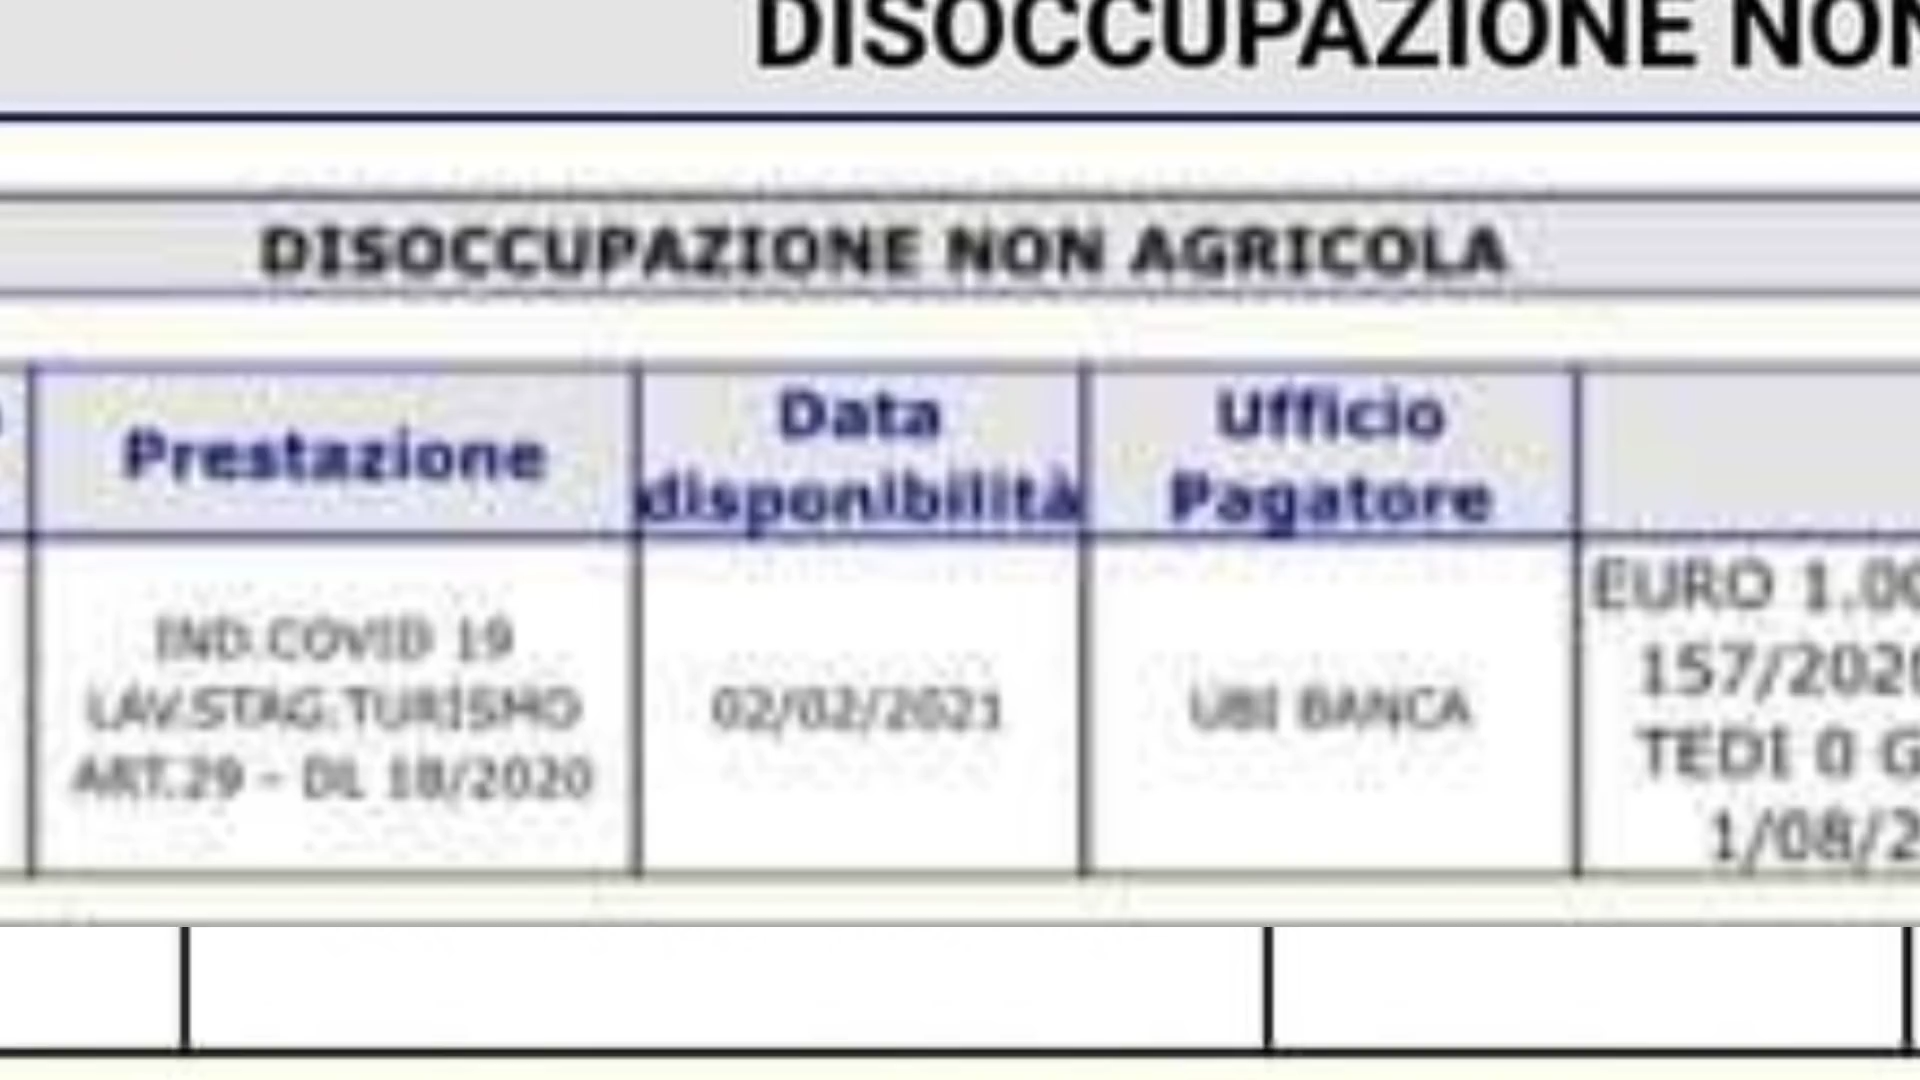 DISOCCUPAZIONE NON
DISOCCUPAZIONE NON AGRICOLA
Prestazione
Data
disponibilità
Ufficio
Pagatore
IND.COVID 19
LAV.STAG.TURISMO
ART.29 - DL 18/2020
02/02/2021
UBI BANCA
EURO 1.00
157/2020
TEDI 0 G
1/08/2